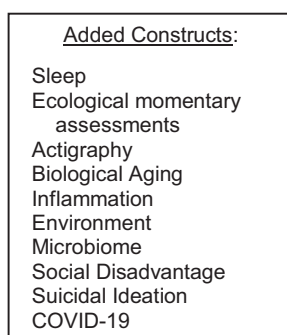 Added Constructs:
Sleep
Ecological momentary
assessments
Actigraphy
Biological Aging
Inflammation
Environment
Microbiome
Social Disadvantage
Suicidal Ideation
COVID-19